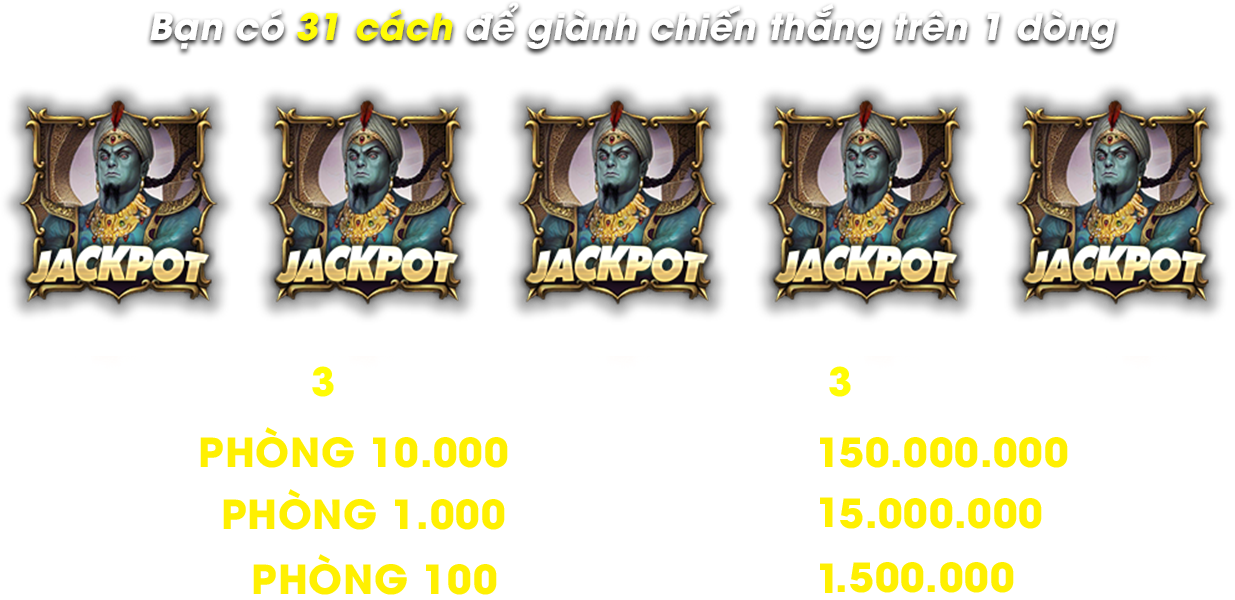 Bạn có 31 cách để giành chiến thắng trên 1 dòng
JACKPOT JACKPOT JACKPOT JACKPOT JACKPOT
3 3
PHÒNG 10.000 150.000.000
PHÒNG 1.000 15.000.000
PHÒNG 100 1.500.000